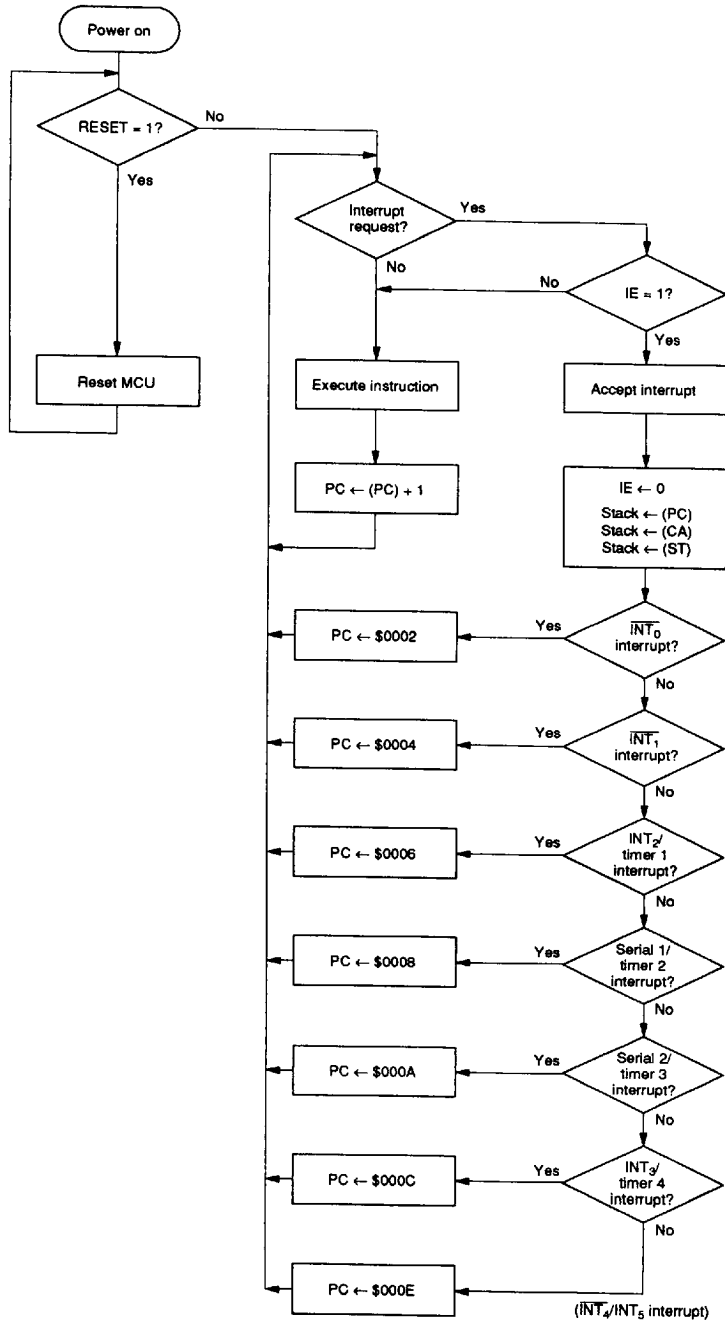 Power on
RESET = 1?
No
Yes
Reset MCU
Interrupt
request?
Yes
No
IE = 1?
No
Yes
Execute instruction
Accept interrupt
PC ← (PC) + 1
IE ← 0
Stack ← (PC)
Stack ← (CA)
Stack ← (ST)
PC ← $0002
Yes
I̅N̅T̅₀
interrupt?
No
PC ← $0004
Yes
I̅N̅T̅₁
interrupt?
No
PC ← $0006
Yes
INT₂/
timer 1
interrupt?
No
PC ← $0008
Yes
Serial 1/
timer 2
interrupt?
No
PC ← $000A
Yes
Serial 2/
timer 3
interrupt?
No
PC ← $000C
Yes
INT₃/
timer 4
interrupt?
No
PC ← $000E
(I̅N̅T̅₄/INT₅ interrupt)